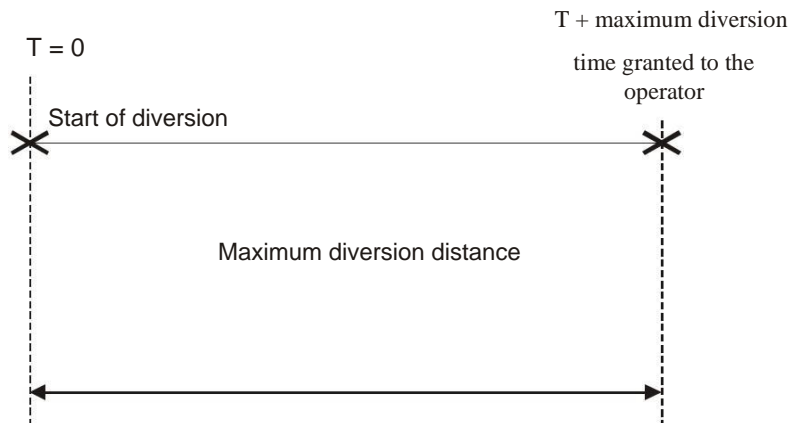 T + maximum diversion
T = 0
time granted to the
operator
Start of diversion
Maximum diversion distance